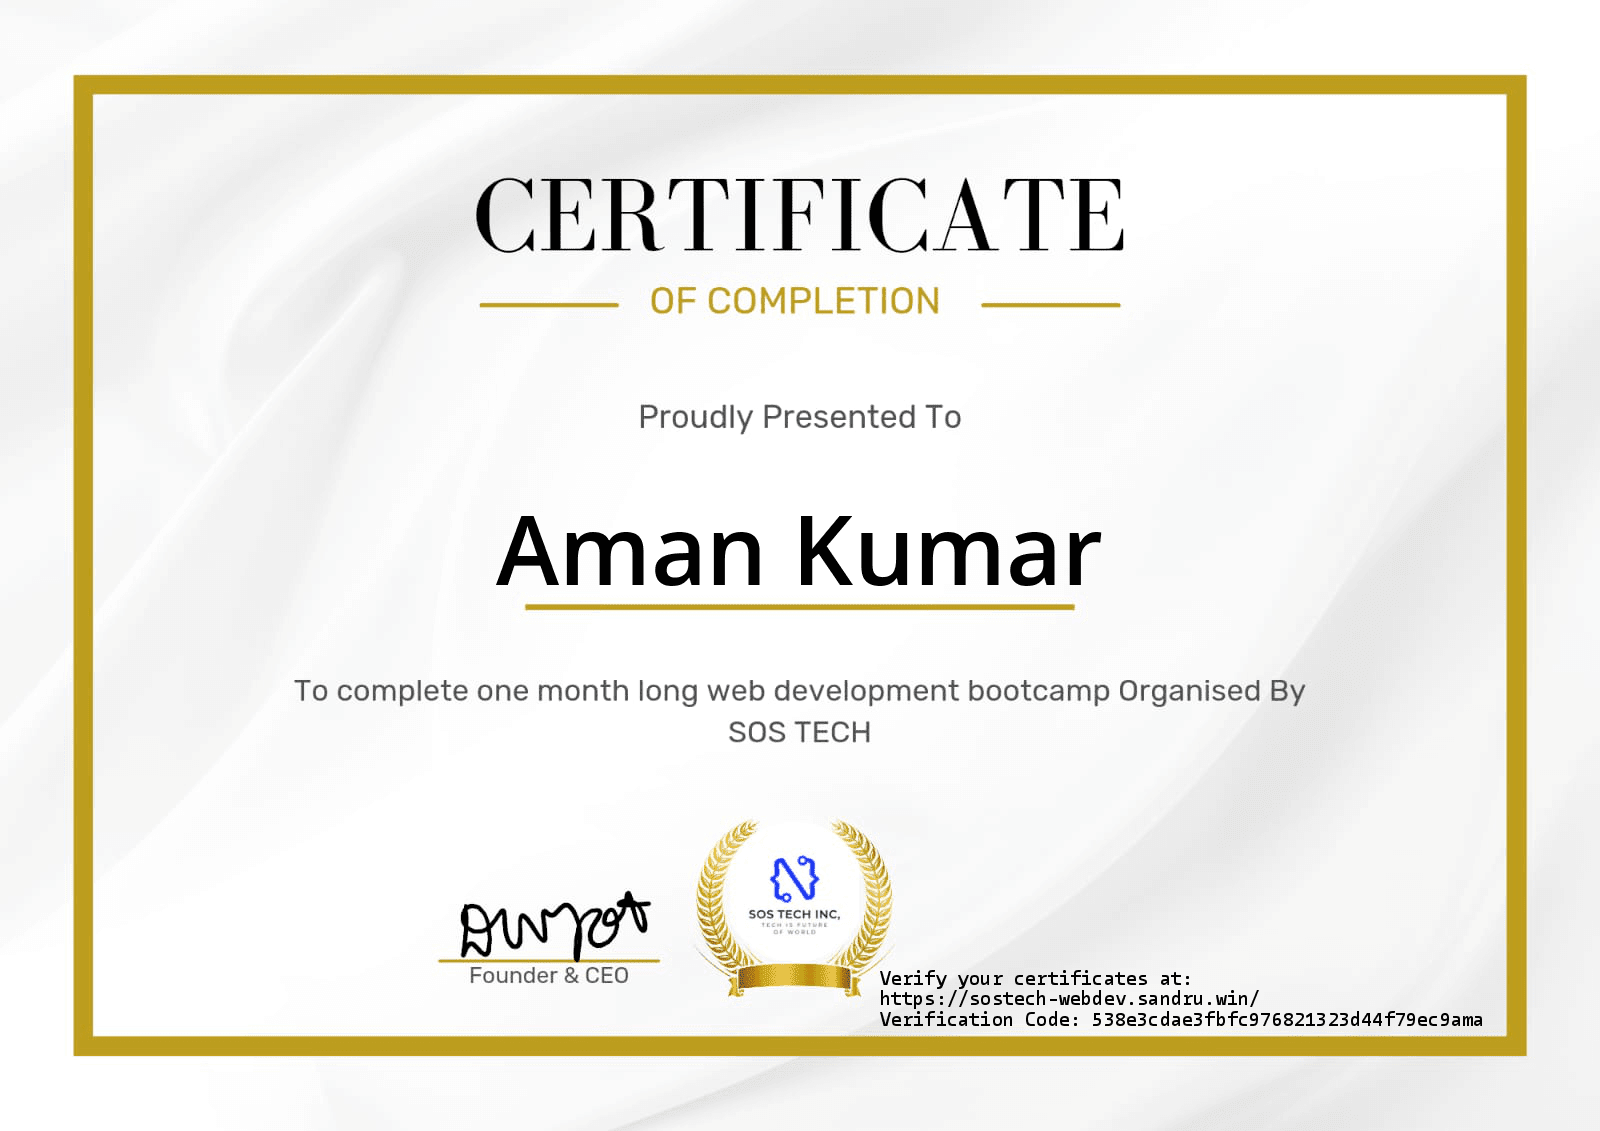 CERTIFICATE
OF COMPLETION
Proudly Presented To
Aman Kumar
To complete one month long web development bootcamp Organised By
SOS TECH
Founder & CEO
SOS TECH INC,
TECH IS FUTURE
OF WORLD
Verify your certificates at:
https://sostech-webdev.sandru.win/
Verification Code: 538e3cdae3fbfc976821323d44f79ec9ama